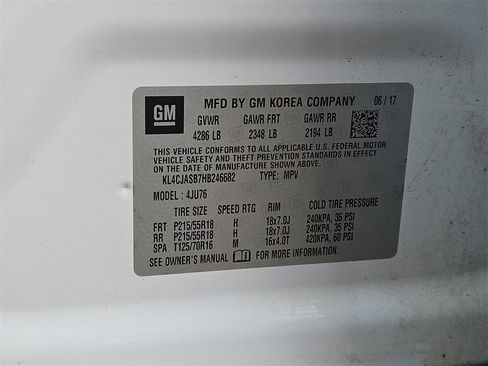 GM
MFD BY GM KOREA COMPANY 06 / 17
GVWR GAWR FRT GAWR RR
4286 LB 2348 LB 2194 LB
THIS VEHICLE CONFORMS TO ALL APPLICABLE U.S. FEDERAL MOTOR
VEHICLE SAFETY AND THEFT PREVENTION STANDARDS IN EFFECT ON
THE DATE OF MANUFACTURE SHOWN ABOVE.
KL4CJASB7HB246682 TYPE: MPV
MODEL : 4JU76
TIRE SIZE SPEED RTG RIM COLD TIRE PRESSURE
FRT P215/55R18 H 18x7.0J 240KPA, 35 PSI
RR P215/55R18 H 18x7.0J 240KPA, 35 PSI
SPA T125/70R16 M 16x4.0T 420KPA, 60 PSI
SEE OWNER'S MANUAL FOR MORE INFORMATION